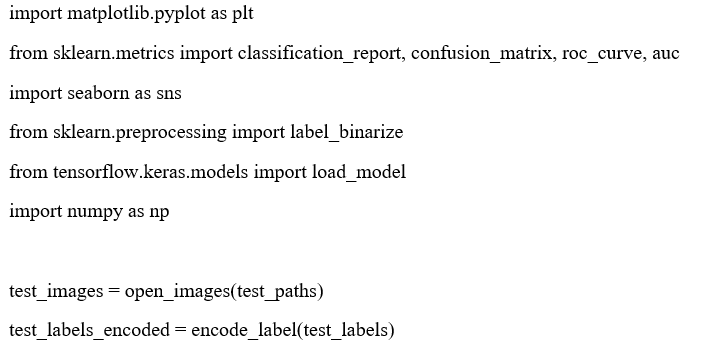 import matplotlib.pyplot as plt
from sklearn.metrics import classification_report, confusion_matrix, roc_curve, auc
import seaborn as sns
from sklearn.preprocessing import label_binarize
from tensorflow.keras.models import load_model
import numpy as np
test_images = open_images(test_paths)
test_labels_encoded = encode_label(test_labels)